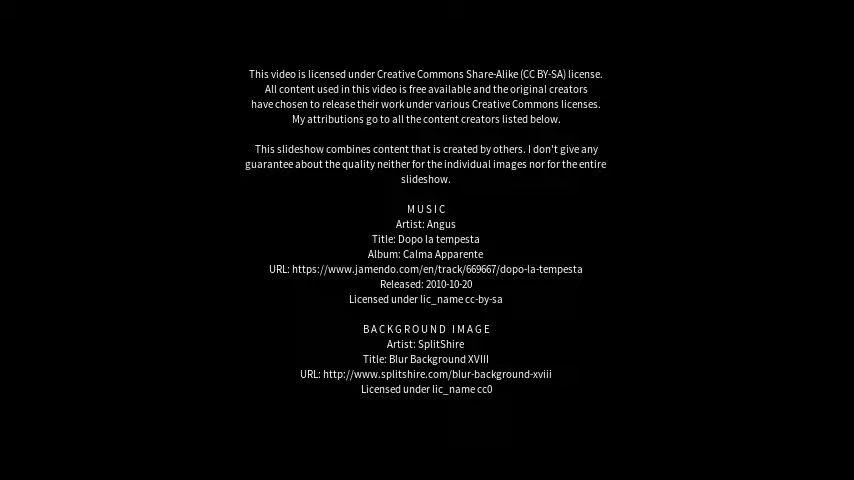 This video is licensed under Creative Commons Share-Alike (CC BY-SA) license.
All content used in this video is free available and the original creators
have chosen to release their work under various Creative Commons licenses.
My attributions go to all the content creators listed below.
This slideshow combines content that is created by others. I don't give any
guarantee about the quality neither for the individual images nor for the entire
slideshow.
MUSIC
Artist: Angus
Title: Dopo la tempesta
Album: Calma Apparente
URL: https://www.jamendo.com/en/track/669667/dopo-la-tempesta
Released: 2010-10-20
Licensed under lic_name cc-by-sa
BACKGROUND IMAGE
Artist: SplitShire
Title: Blur Background XVIII
URL: http://www.splitshire.com/blur-background-xviii
Licensed under lic_name cc0